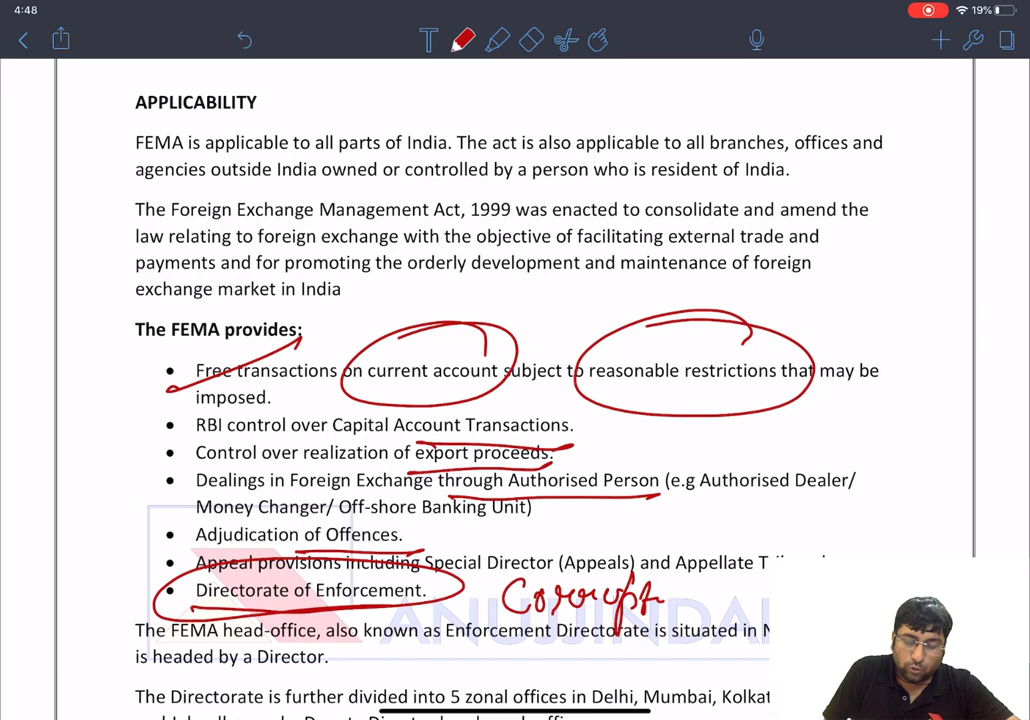 4:48
19%
T
APPLICABILITY
FEMA is applicable to all parts of India. The act is also applicable to all branches, offices and
agencies outside India owned or controlled by a person who is resident of India.
The Foreign Exchange Management Act, 1999 was enacted to consolidate and amend the
law relating to foreign exchange with the objective of facilitating external trade and
payments and for promoting the orderly development and maintenance of foreign
exchange market in India
The FEMA provides:
• Free transactions on current account subject to reasonable restrictions that may be
imposed.
• RBI control over Capital Account Transactions.
• Control over realization of export proceeds.
• Dealings in Foreign Exchange through Authorised Person (e.g Authorised Dealer/
Money Changer/ Off-shore Banking Unit)
• Adjudication of Offences.
• Appeal provisions including Special Director (Appeals) and Appellate
• Directorate of Enforcement.
The FEMA head-office, also known as Enforcement Directorate is situated in
is headed by a Director.
ANUJJINDAL
The Directorate is further divided into 5 zonal offices in Delhi, Mumbai,